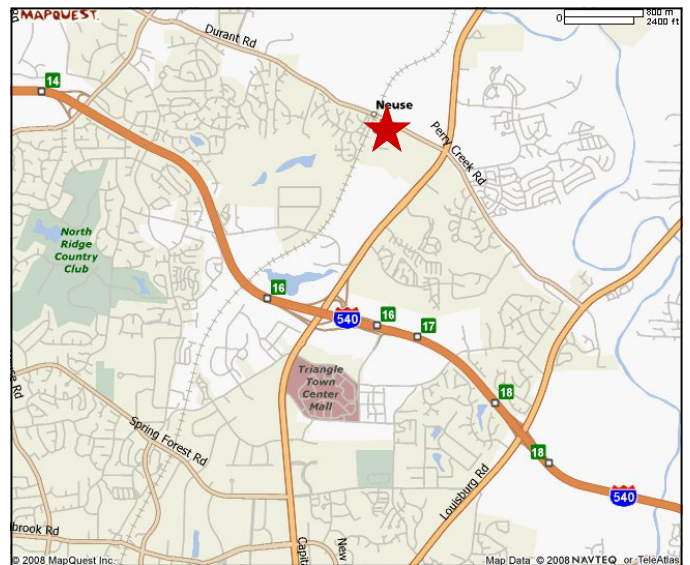 MAPQUEST.
Durant Rd
800 m
0
2400 ft
14
Neuse
Perry Creek Rd
North
Ridge
Country
Club
16
540
16
17
Triangle
Town
Center
Mall
18
Spring Forest Rd
18
Louisburg Rd
540
Rd
Rd
New
© 2008 MapQuest Inc.
Map Data © 2008 NAVTEQ or TeleAtlas